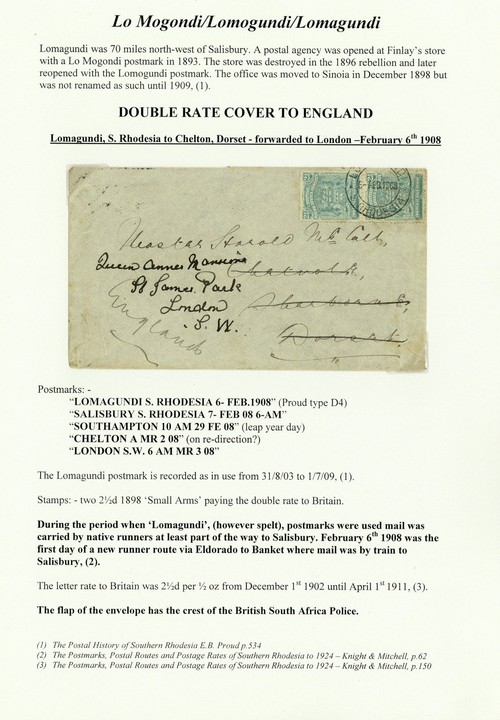 Lo Mogondi/Lomogundi/Lomagundi
Lomagundi was 70 miles north-west of Salisbury. A postal agency was opened at Finlay's store
with a Lo Mogondi postmark in 1893. The store was destroyed in the 1896 rebellion and later
reopened with the Lomogundi postmark. The office was moved to Sinoia in December 1898 but
was not renamed as such until 1909, (1).
DOUBLE RATE COVER TO ENGLAND
Lomagundi, S. Rhodesia to Chelton, Dorset - forwarded to London –February 6th 1908
Harold
Queen Annes Mansions
St James Park
London
S. W.
England
Dorset
Postmarks: -
"LOMAGUNDI S. RHODESIA 6- FEB.1908" (Proud type D4)
"SALISBURY S. RHODESIA 7- FEB 08 6-AM"
"SOUTHAMPTON 10 AM 29 FE 08" (leap year day)
"CHELTON A MR 2 08" (on re-direction?)
"LONDON S.W. 6 AM MR 3 08"
The Lomagundi postmark is recorded as in use from 31/8/03 to 1/7/09, (1).
Stamps: - two 2½d 1898 'Small Arms' paying the double rate to Britain.
During the period when 'Lomagundi', (however spelt), postmarks were used mail was
carried by native runners at least part of the way to Salisbury. February 6th 1908 was the
first day of a new runner route via Eldorado to Banket where mail was by train to
Salisbury, (2).
The letter rate to Britain was 2½d per ½ oz from December 1st 1902 until April 1st 1911, (3).
The flap of the envelope has the crest of the British South Africa Police.
(1) The Postal History of Southern Rhodesia E.B. Proud p.534
(2) The Postmarks, Postal Routes and Postage Rates of Southern Rhodesia to 1924 – Knight & Mitchell, p.62
(3) The Postmarks, Postal Routes and Postage Rates of Southern Rhodesia to 1924 – Knight & Mitchell, p.150